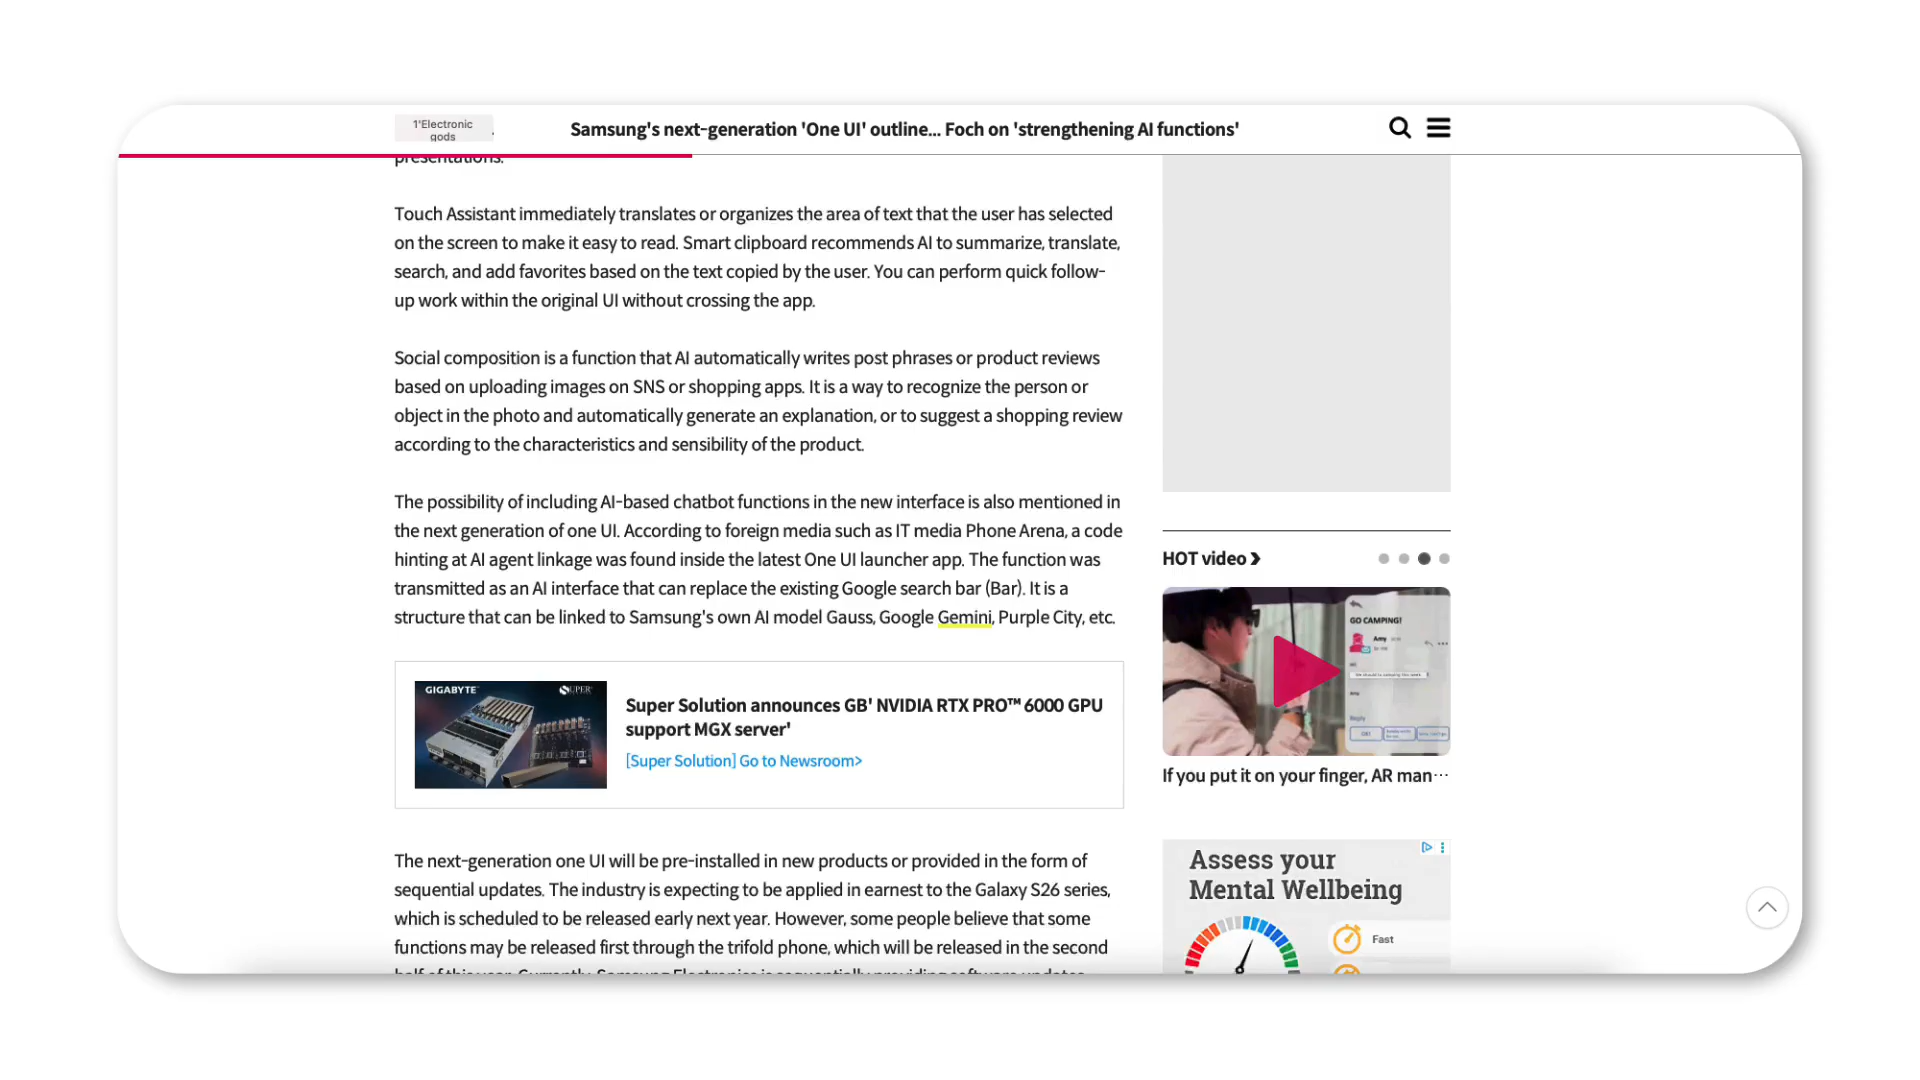 1'Electronic
gods
Samsung's next-generation 'One UI' outline... Foch on 'strengthening AI functions'
presentations.
Touch Assistant immediately translates or organizes the area of text that the user has selected
on the screen to make it easy to read. Smart clipboard recommends AI to summarize, translate,
search, and add favorites based on the text copied by the user. You can perform quick follow-
up work within the original UI without crossing the app.
Social composition is a function that AI automatically writes post phrases or product reviews
based on uploading images on SNS or shopping apps. It is a way to recognize the person or
object in the photo and automatically generate an explanation, or to suggest a shopping review
according to the characteristics and sensibility of the product.
The possibility of including AI-based chatbot functions in the new interface is also mentioned in
the next generation of one UI. According to foreign media such as IT media Phone Arena, a code
hinting at AI agent linkage was found inside the latest One UI launcher app. The function was
transmitted as an AI interface that can replace the existing Google search bar (Bar). It is a
structure that can be linked to Samsung's own AI model Gauss, Google Gemini, Purple City, etc.
GIGABYTE
SUPER
Super Solution announces GB' NVIDIA RTX PRO™ 6000 GPU
support MGX server'
[Super Solution] Go to Newsroom>
The next-generation one UI will be pre-installed in new products or provided in the form of
sequential updates. The industry is expecting to be applied in earnest to the Galaxy S26 series,
which is scheduled to be released early next year. However, some people believe that some
functions may be released first through the trifold phone, which will be released in the second
half of this year. Currently, Samsung Electronics is sequentially providing software updates
HOT video
GO CAMPING!
Amy
Reply
If you put it on your finger, AR man···
Assess your
Mental Wellbeing
Fast